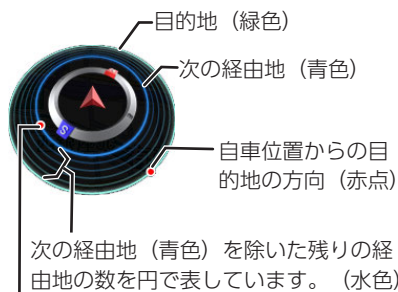 目的地（緑色）
次の経由地（青色）
S
自車位置からの目
的地の方向（赤点）
次の経由地（青色）を除いた残りの経
由地の数を円で表しています。（水色）